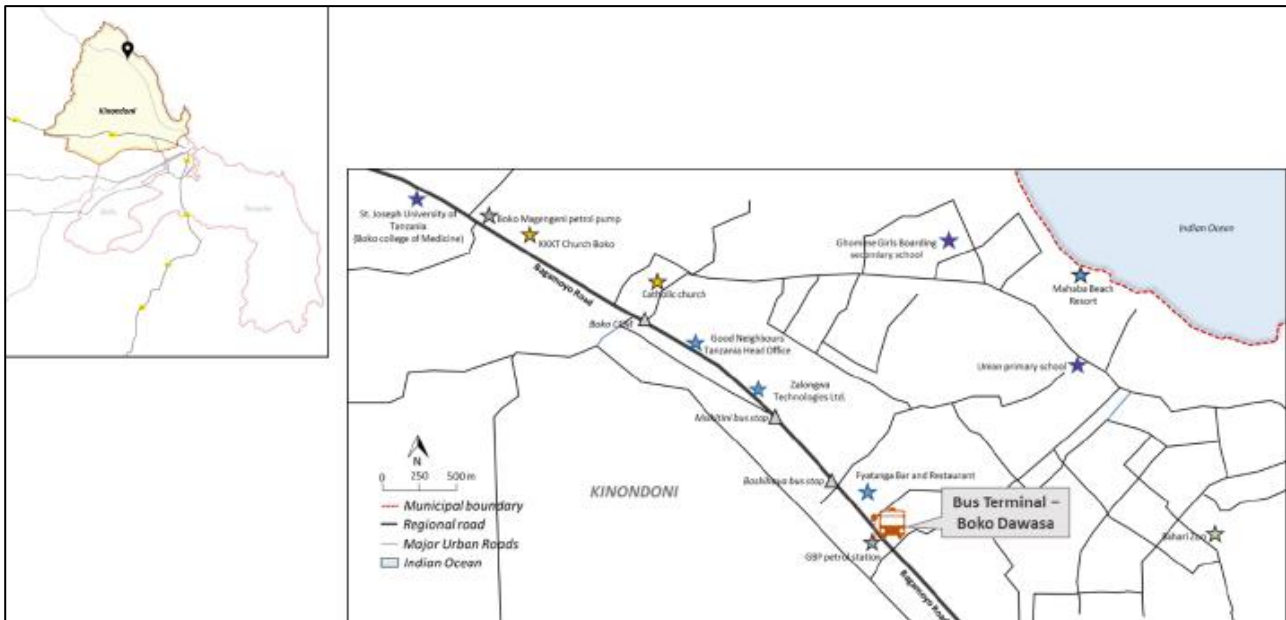 Kinondoni
St. Joseph University of
Tanzania
(Boko college of Medicine)
Boko Magengeni petrol pump
KKKT Church Boko
Bagamoyo Road
Catholic church
Ghomme Girls Boarding
secondary school
Indian Ocean
Mahaba Beach
Resort
Boko CCM
Good Neighbours
Tanzania Head Office
Union primary school
Zalongwa
Technologies Ltd.
bus stop
N
0 250 500 m
Municipal boundary
Regional road
Major Urban Roads
Indian Ocean
KINONDONI
bus stop
Fyatanga Bar and Restaurant
Bus Terminal –
Boko Dawasa
GBP petrol station
Bahari Zoo
Bagamoyo Road